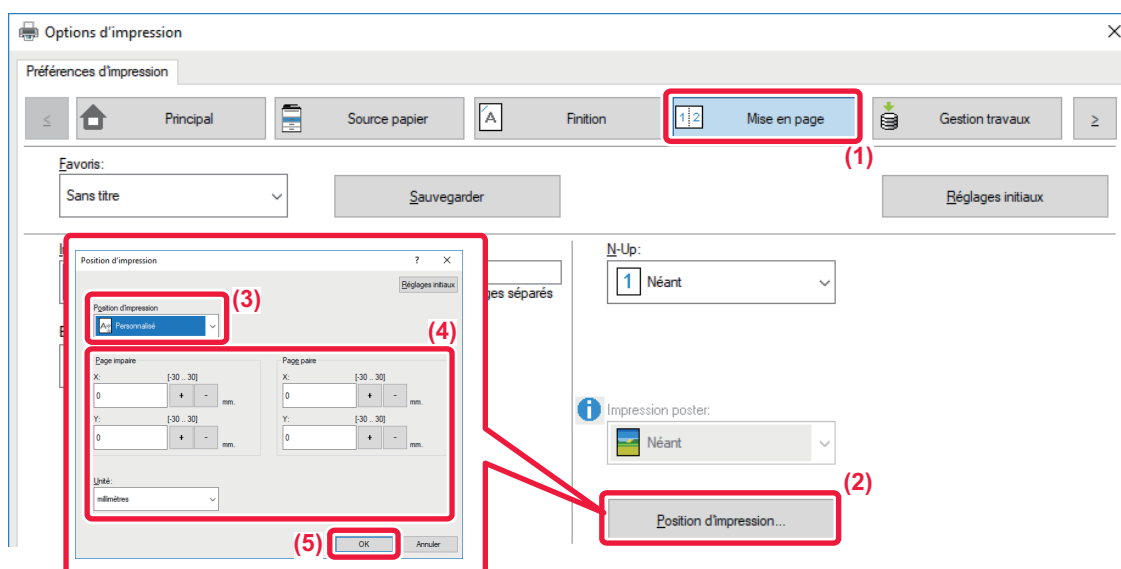 Options d'impression
Préférences d'impression
<
Principal
Source papier
A
Finition
1 2
Mise en page
Gestion travaux
>
(1)
Favoris:
Sans titre
Sauvegarder
Réglages initiaux
Position d'impression
? ×
Réglages initiaux
ges séparés
(3)
Position d'impression
Personnalisé
(4)
Page impaire
Page paire
X: [-30 .. 30]
X: [-30 .. 30]
0 + - mm.
0 + - mm.
Y: [-30 .. 30]
Y: [-30 .. 30]
0 + - mm.
0 + - mm.
Unité:
millimètres
(5)
OK
Annuler
N-Up:
1 Néant
Impression poster:
Néant
(2)
Position d'impression...